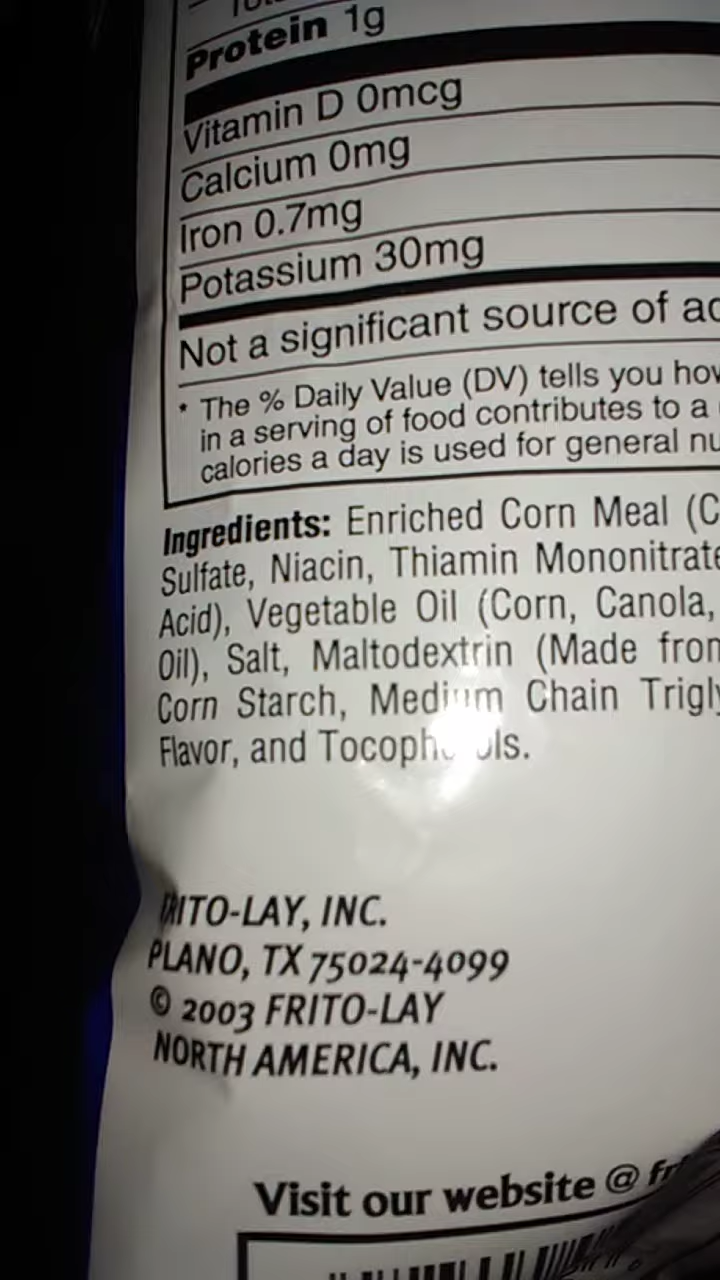 Protein 1g
Vitamin D 0mcg
Calcium 0mg
Iron 0.7mg
Potassium 30mg
Not a significant source of
* The % Daily Value (DV) tells you
in a serving of food contributes to a
calories a day is used for general
Ingredients: Enriched Corn Meal
Sulfate, Niacin, Thiamin Mononitrate
Acid), Vegetable Oil (Corn, Canola,
Oil), Salt, Maltodextrin (Made
Corn Starch, Medium Chain
Flavor, and Tocopherols.
FRITO-LAY, INC.
PLANO, TX 75024-4099
© 2003 FRITO-LAY
NORTH AMERICA, INC.
Visit our website @